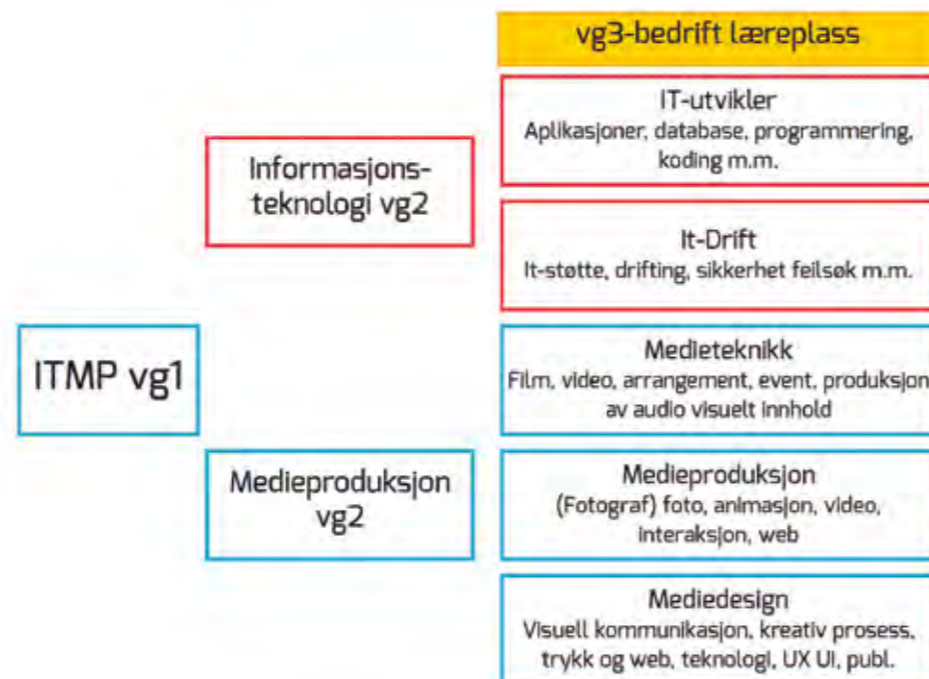 vg3-bedrift læreplass
IT-utvikler
Aplikasjoner, database, programmering,
koding m.m.
Informasjons-
teknologi vg2
It-Drift
It-støtte, drifting, sikkerhet feilsøk m.m.
ITMP vg1
Medieteknikk
Film, video, arrangement, event, produksjon
av audio visuelt innhold
Medieproduksjon
vg2
Medieproduksjon
(Fotograf) foto, animasjon, video,
interaksjon, web
Mediedesign
Visuell kommunikasjon, kreativ prosess,
trykk og web, teknologi, UX UI, publ.